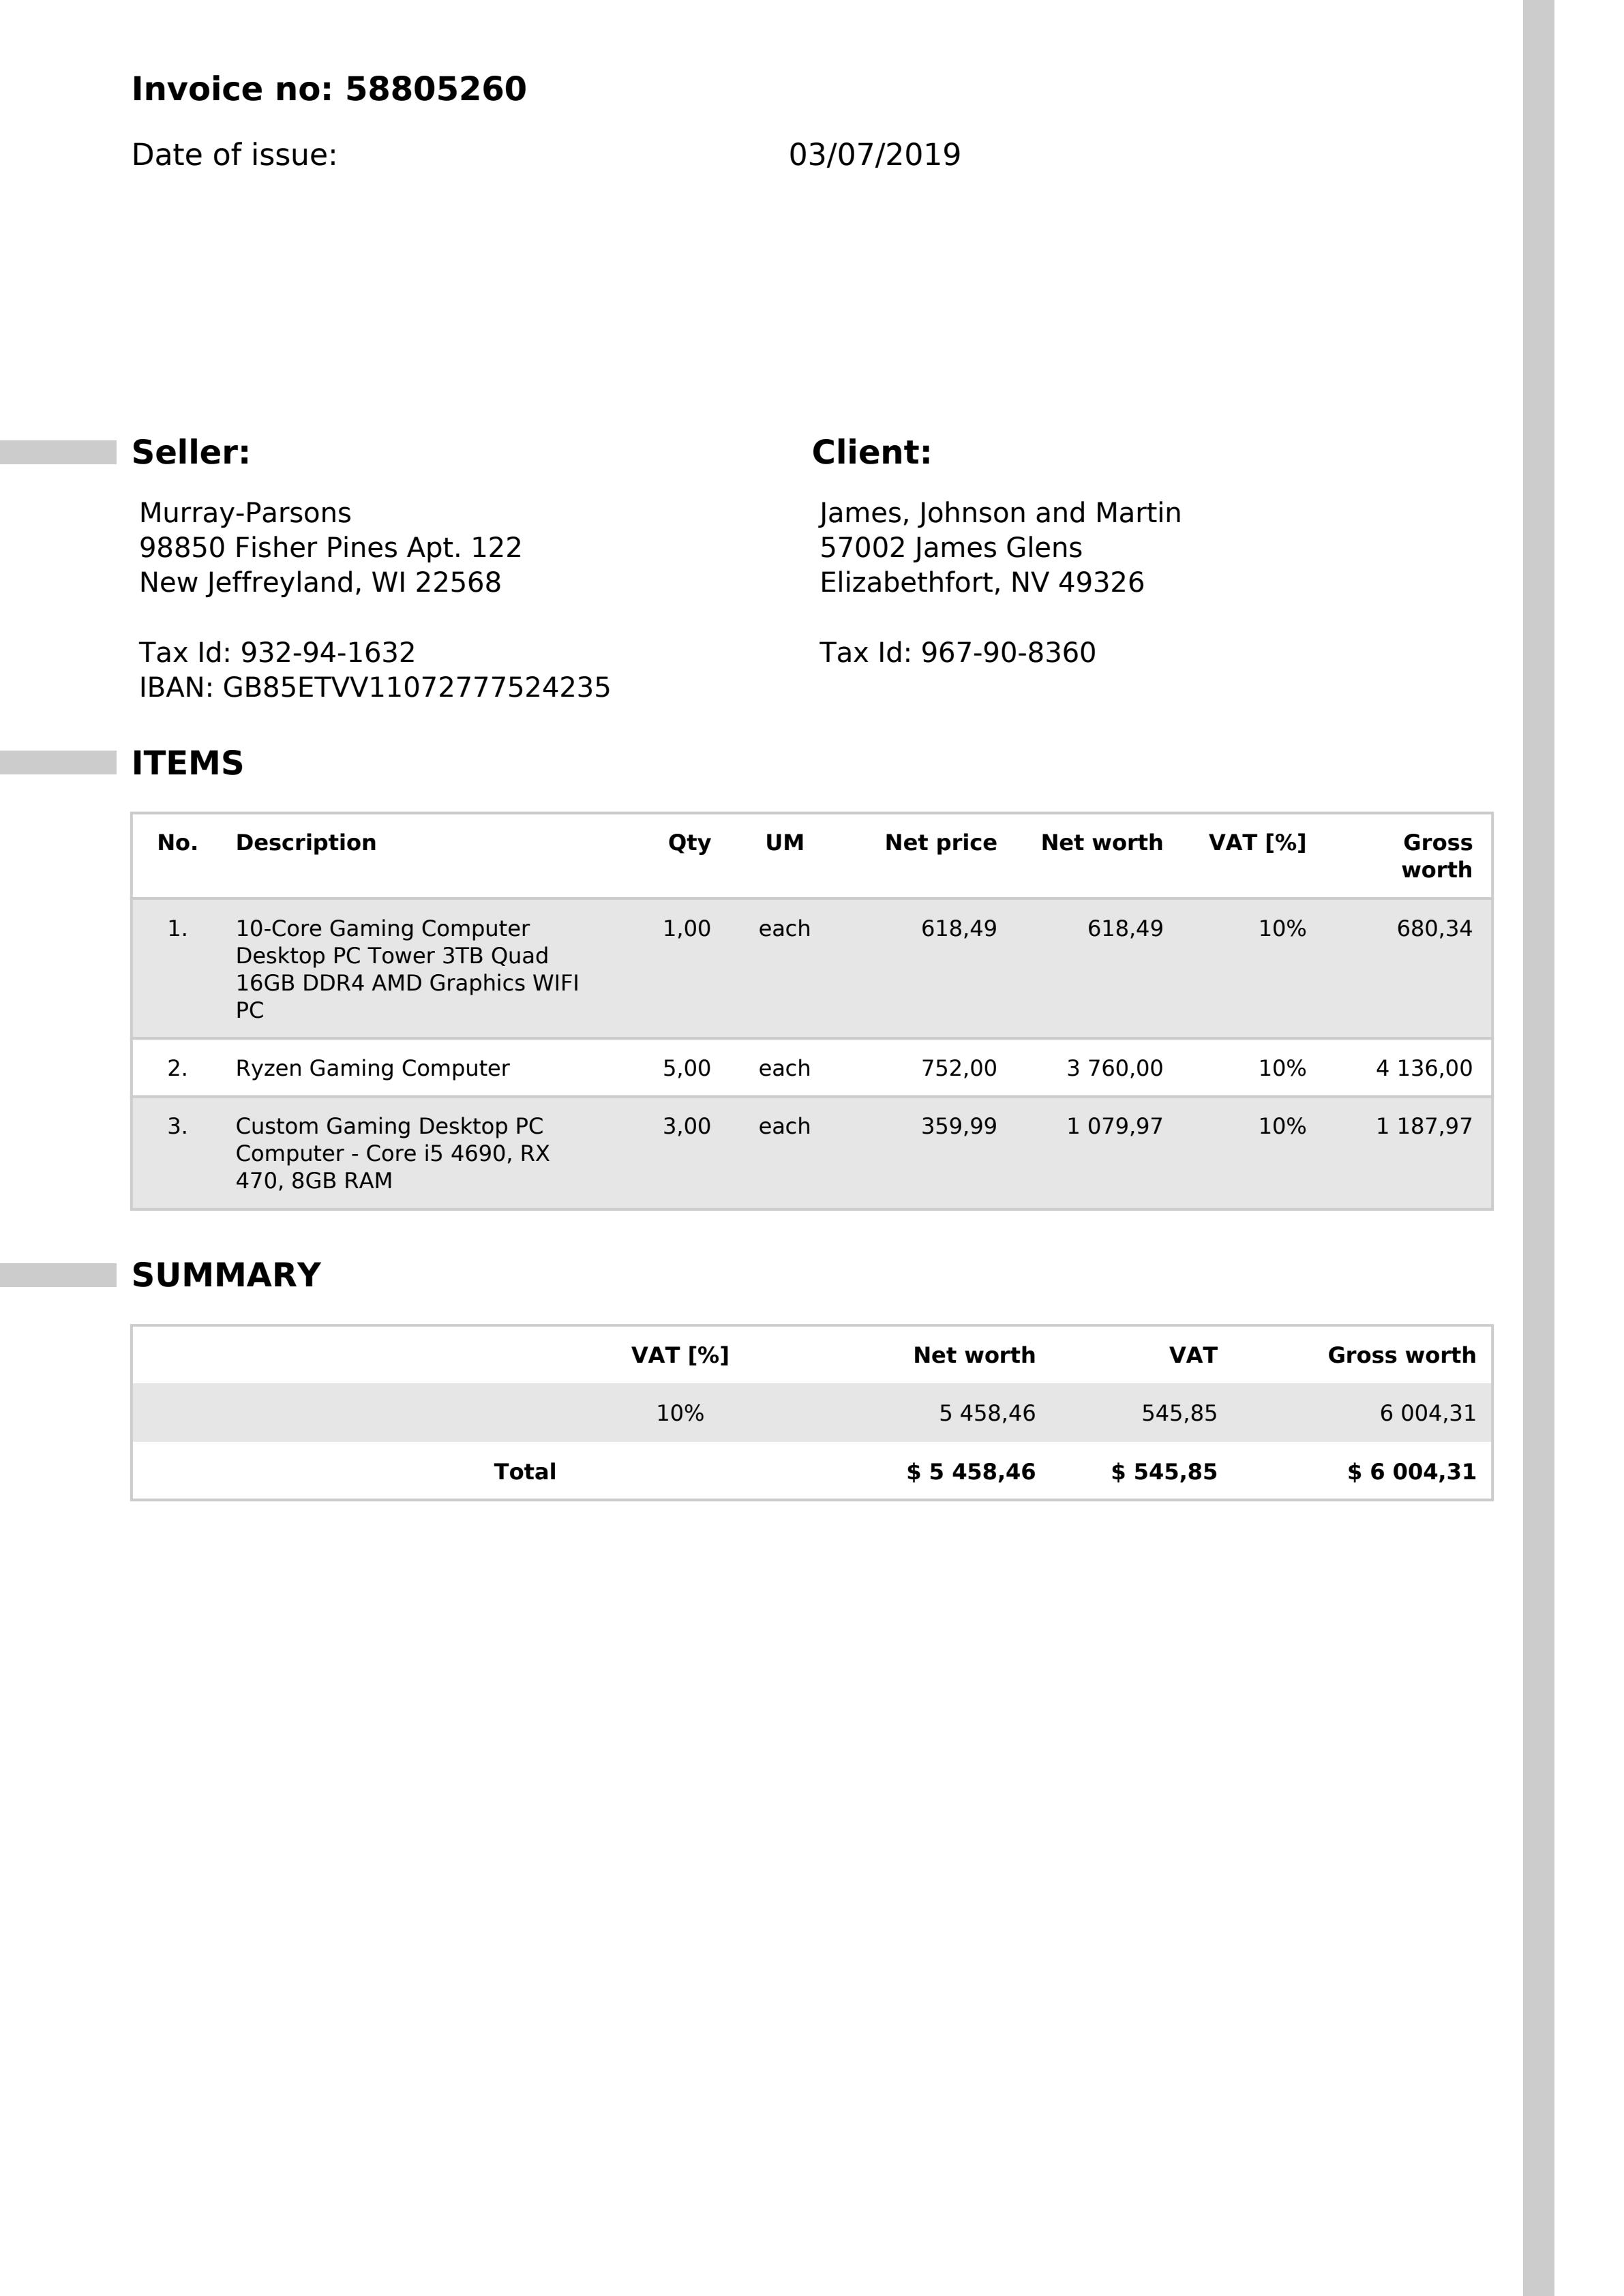 Invoice no: 58805260
Date of issue: 03/07/2019
Seller:
Murray-Parsons
98850 Fisher Pines Apt. 122
New Jeffreyland, WI 22568
Tax Id: 932-94-1632
IBAN: GB85ETVV11072777524235
Client:
James, Johnson and Martin
57002 James Glens
Elizabethfort, NV 49326
Tax Id: 967-90-8360
ITEMS
No. Description Qty UM Net price Net worth VAT [%] Gross
worth
1. 10-Core Gaming Computer 1,00 each 618,49 618,49 10% 680,34
Desktop PC Tower 3TB Quad
16GB DDR4 AMD Graphics WIFI
PC
2. Ryzen Gaming Computer 5,00 each 752,00 3 760,00 10% 4 136,00
3. Custom Gaming Desktop PC 3,00 each 359,99 1 079,97 10% 1 187,97
Computer - Core i5 4690, RX
470, 8GB RAM
SUMMARY
VAT [%] Net worth VAT Gross worth
10% 5 458,46 545,85 6 004,31
Total $ 5 458,46 $ 545,85 $ 6 004,31